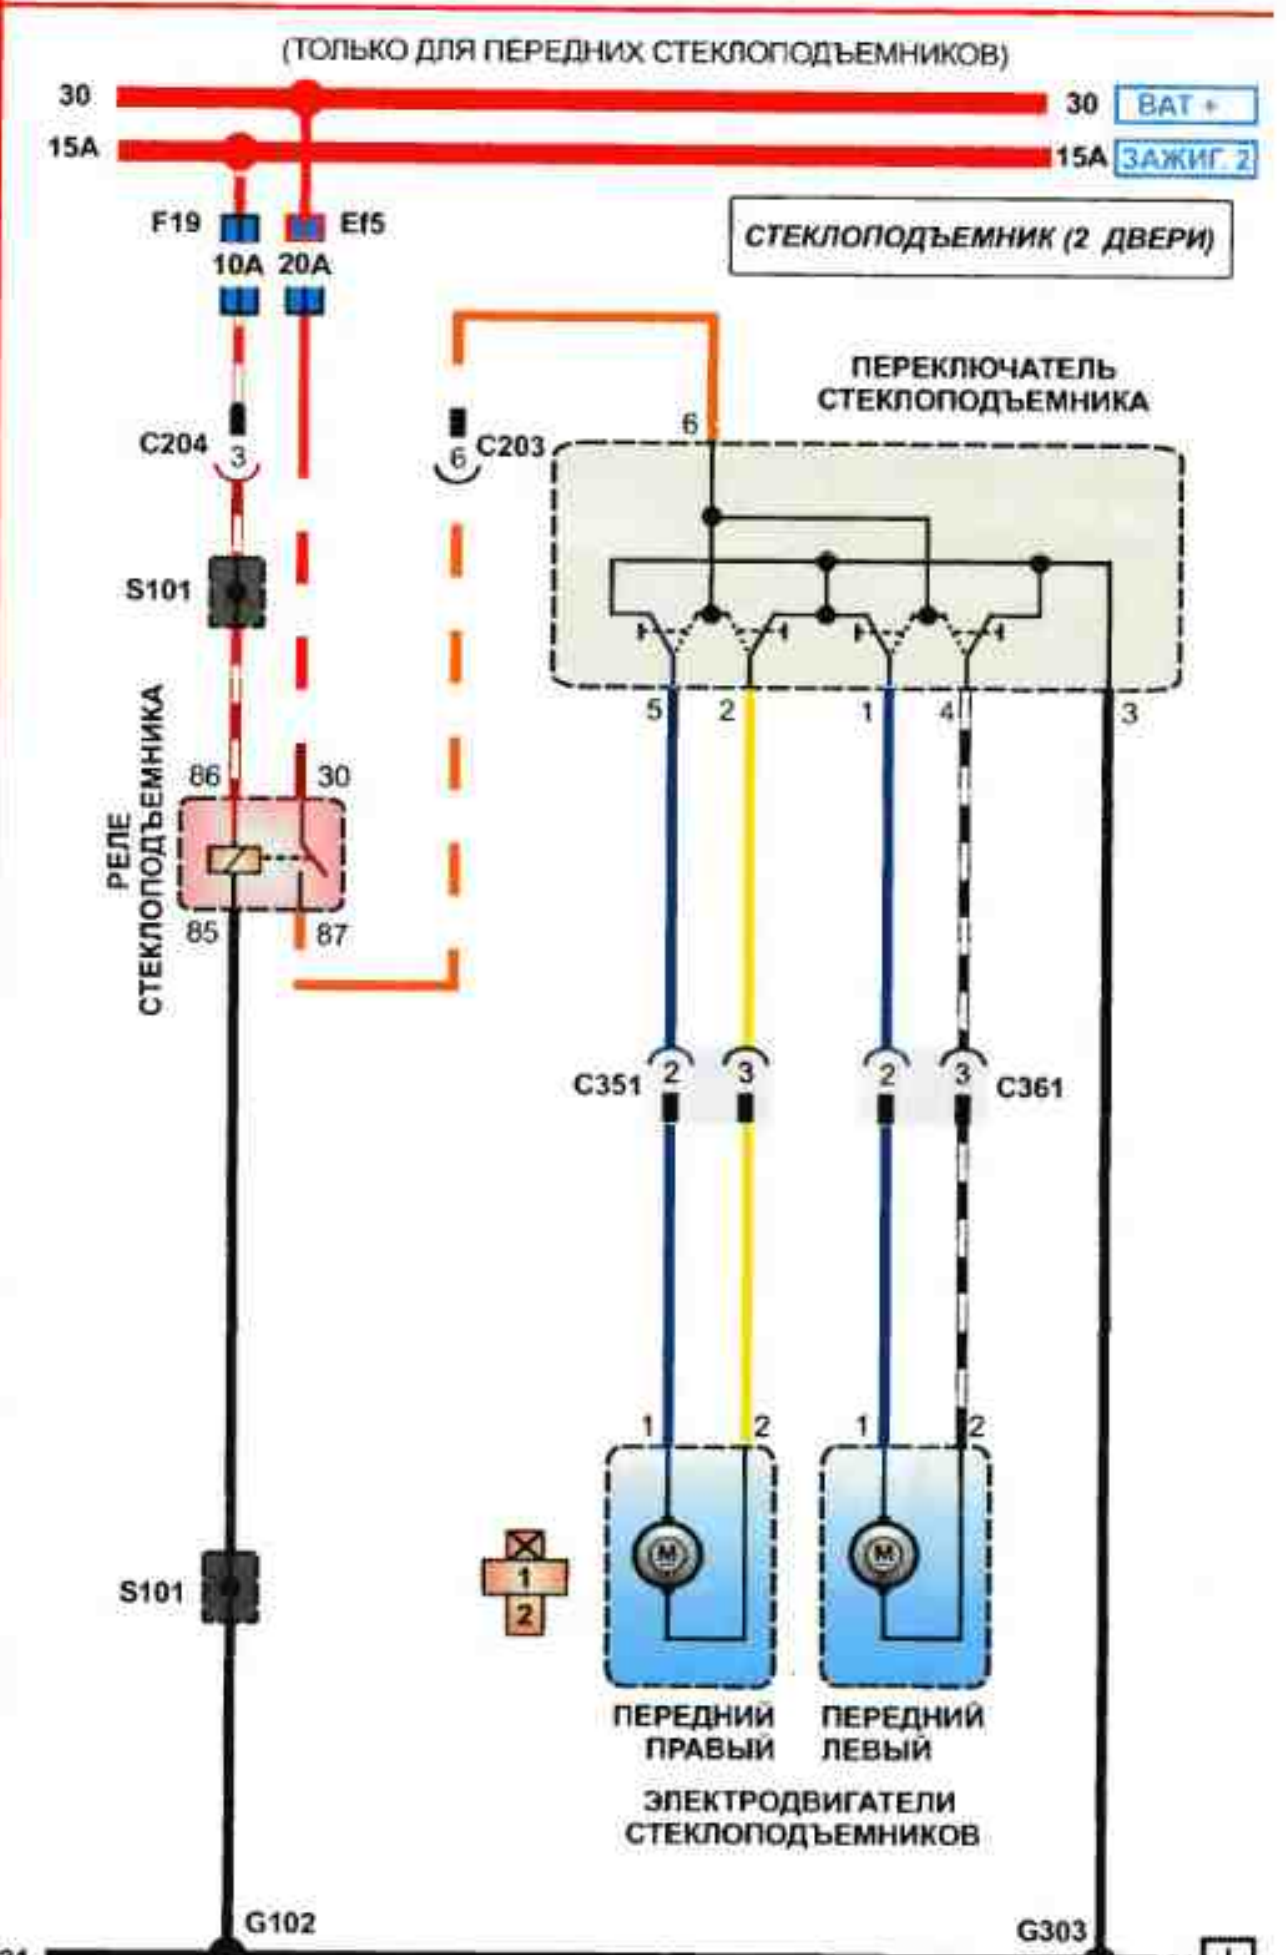 (ТОЛЬКО ДЛЯ ПЕРЕДНИХ СТЕКЛОПОДЪЕМНИКОВ)
30 30 BAT +
15A 15A ЗАЖИГ. 2
F19 Ef5
СТЕКЛОПОДЪЕМНИК (2 ДВЕРИ)
10A 20A
ПЕРЕКЛЮЧАТЕЛЬ
СТЕКЛОПОДЪЕМНИКА
6
C204 3 6 C203
S101
5 2 1 4 3
86 30
РЕЛЕ
СТЕКЛОПОДЪЕМНИКА
85 87
C351 2 3 2 3 C361
1 2 1 2
M M
1
2
S101
ПЕРЕДНИЙ ПЕРЕДНИЙ
ПРАВЫЙ ЛЕВЫЙ
ЭЛЕКТРОДВИГАТЕЛИ
СТЕКЛОПОДЪЕМНИКОВ
G102 G303